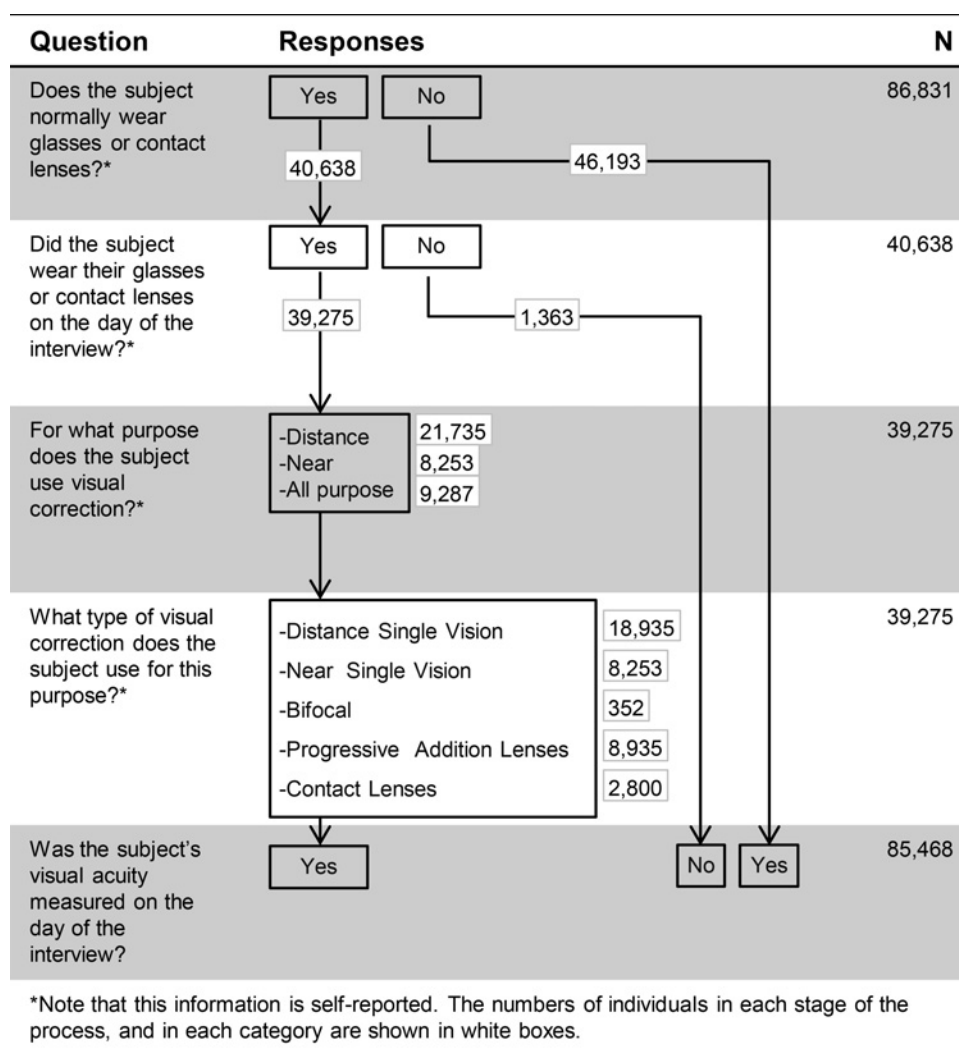 Question Responses N
Does the subject
normally wear
glasses or contact
lenses?*
Yes No 86,831
40,638 46,193
Did the subject
wear their glasses
or contact lenses
on the day of the
interview?*
Yes No 40,638
39,275 1,363
For what purpose
does the subject
use visual
correction?*
-Distance 21,735 39,275
-Near 8,253
-All purpose 9,287
What type of visual
correction does the
subject use for this
purpose?*
-Distance Single Vision 18,935 39,275
-Near Single Vision 8,253
-Bifocal 352
-Progressive Addition Lenses 8,935
-Contact Lenses 2,800
Was the subject's
visual acuity
measured on the
day of the
interview?
Yes No Yes 85,468
*Note that this information is self-reported. The numbers of individuals in each stage of the
process, and in each category are shown in white boxes.